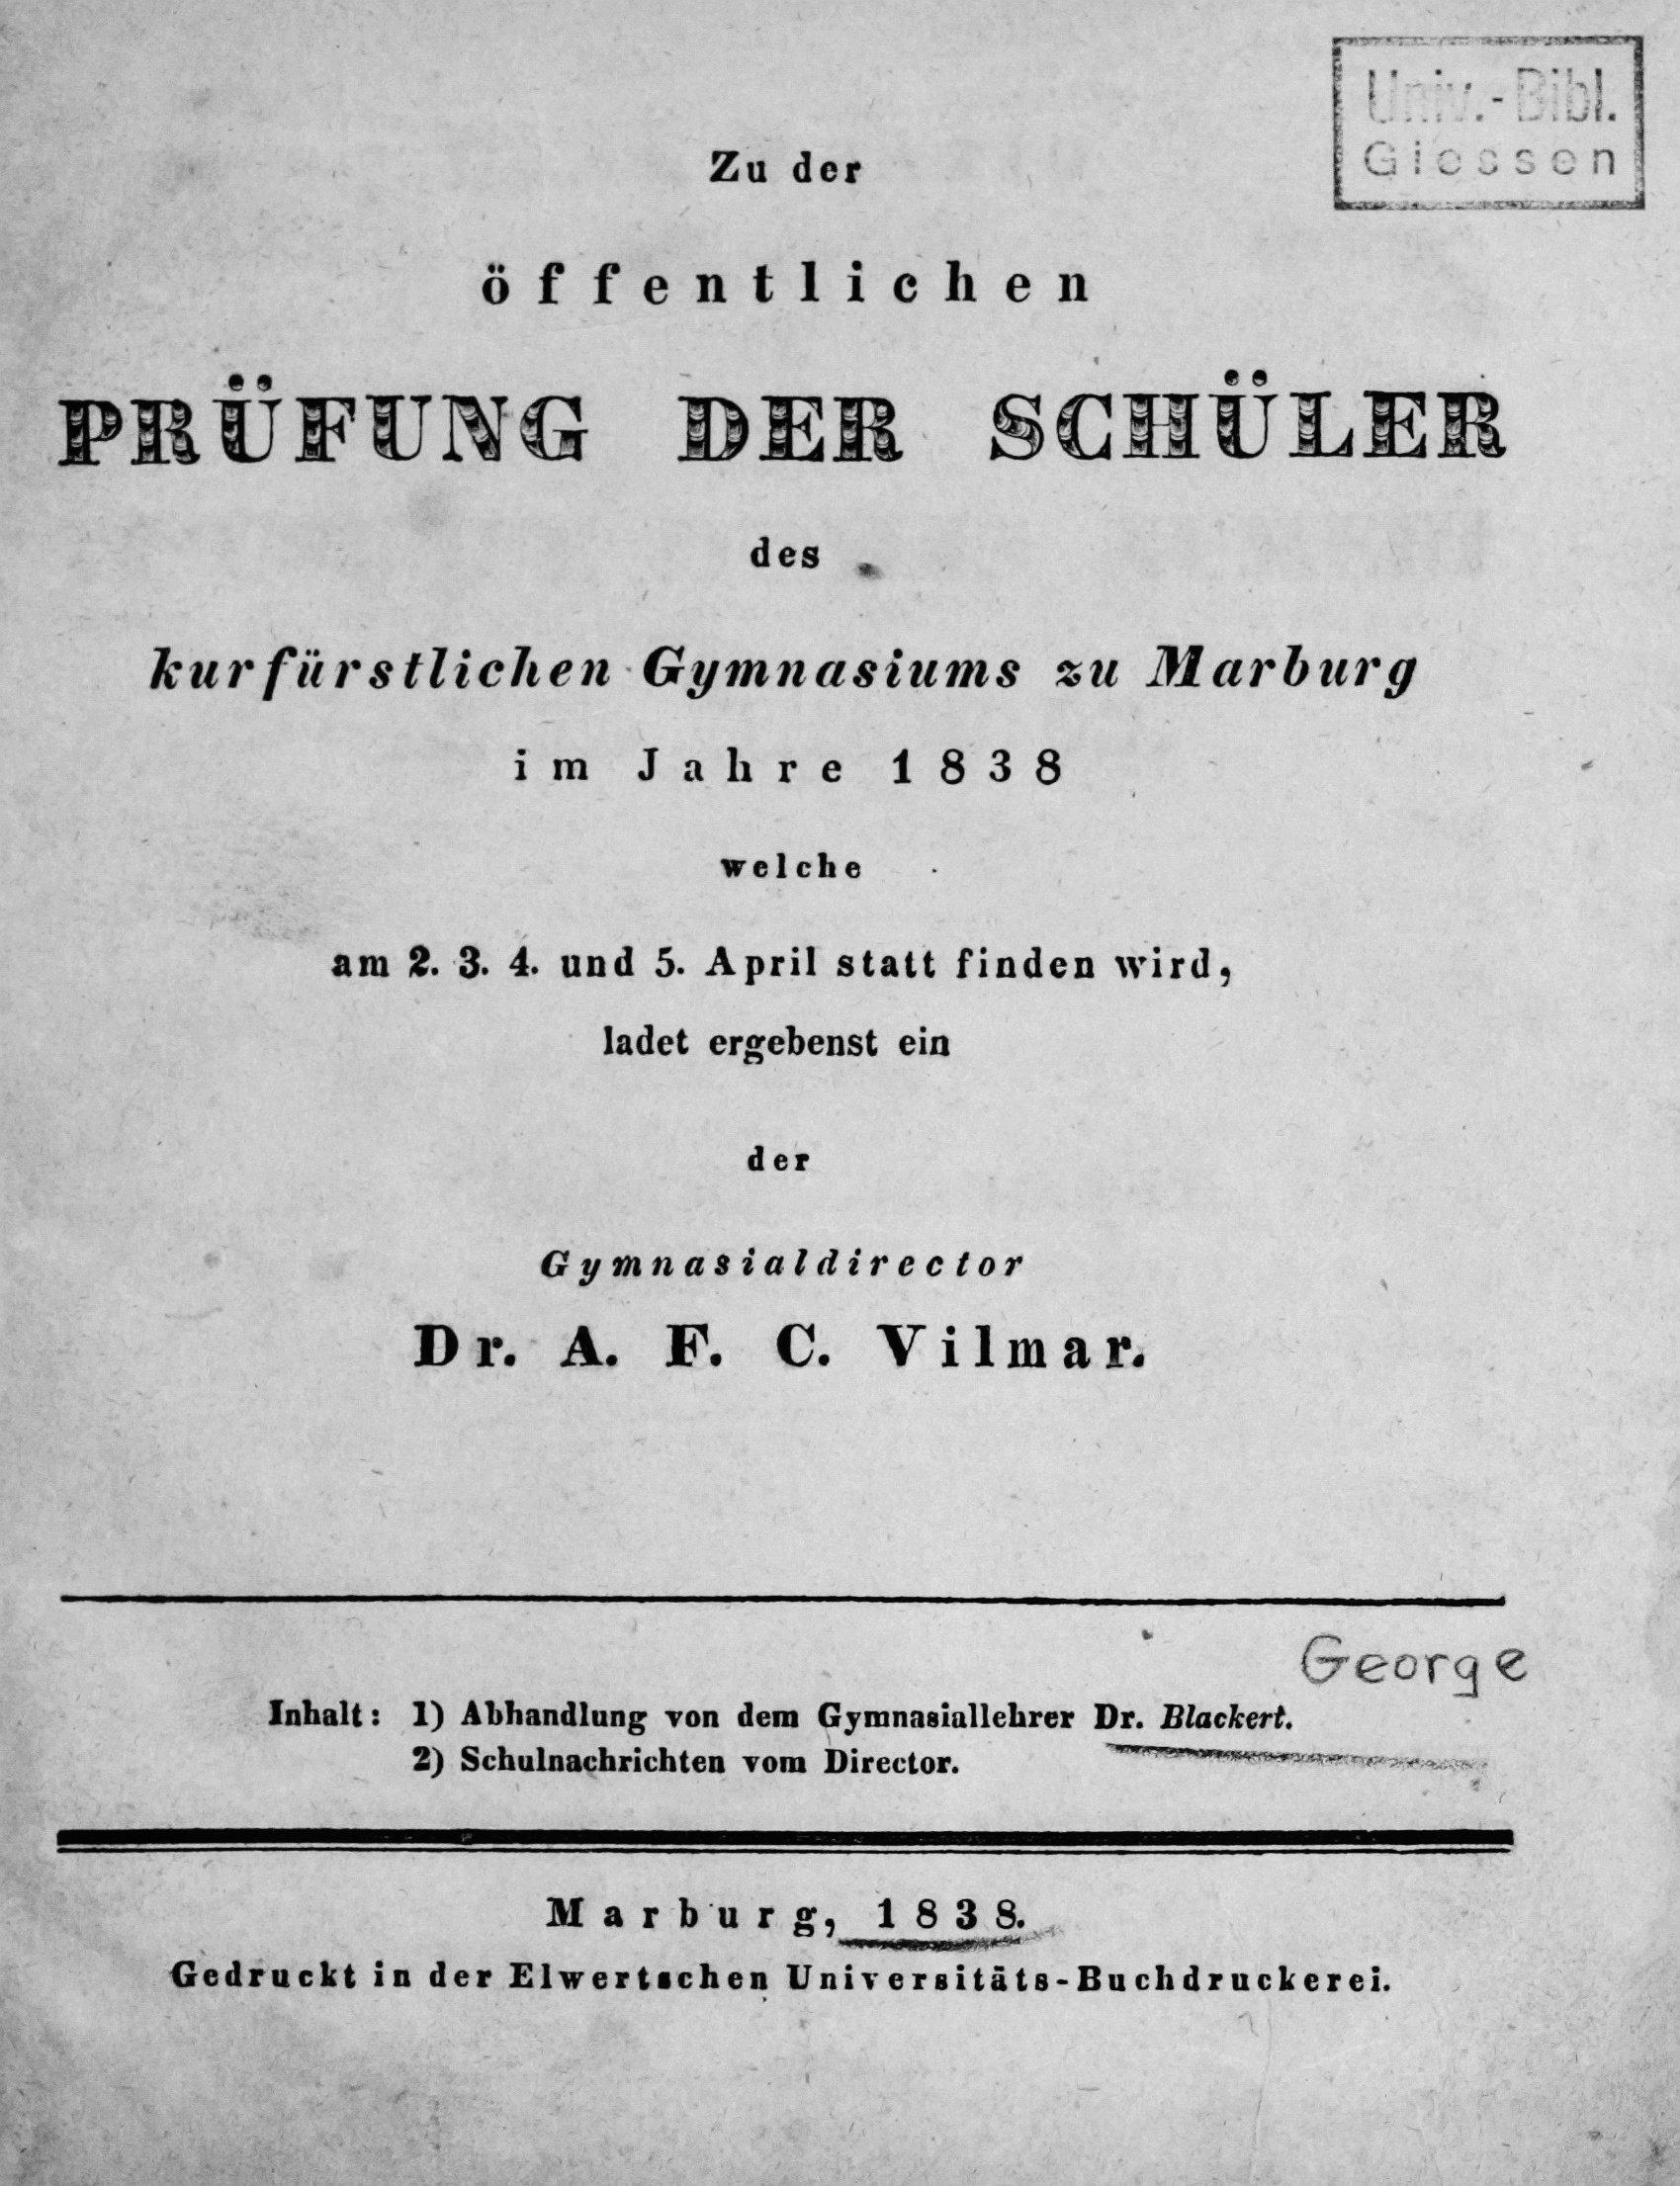 Univ.-Bibl.
Giessen
Zu der
öffentlichen
PRÜFUNG DER SCHÜLER
des
kurfürstlichen Gymnasiums zu Marburg
im Jahre 1838
welche
am 2. 3. 4. und 5. April statt finden wird,
ladet ergebenst ein
der
Gymnasialdirector
Dr. A. F. C. Vilmar.
George
Inhalt: 1) Abhandlung von dem Gymnasiallehrer Dr. Blackert.
2) Schulnachrichten vom Director.
Marburg, 1838.
Gedruckt in der Elwertschen Universitäts-Buchdruckerei.